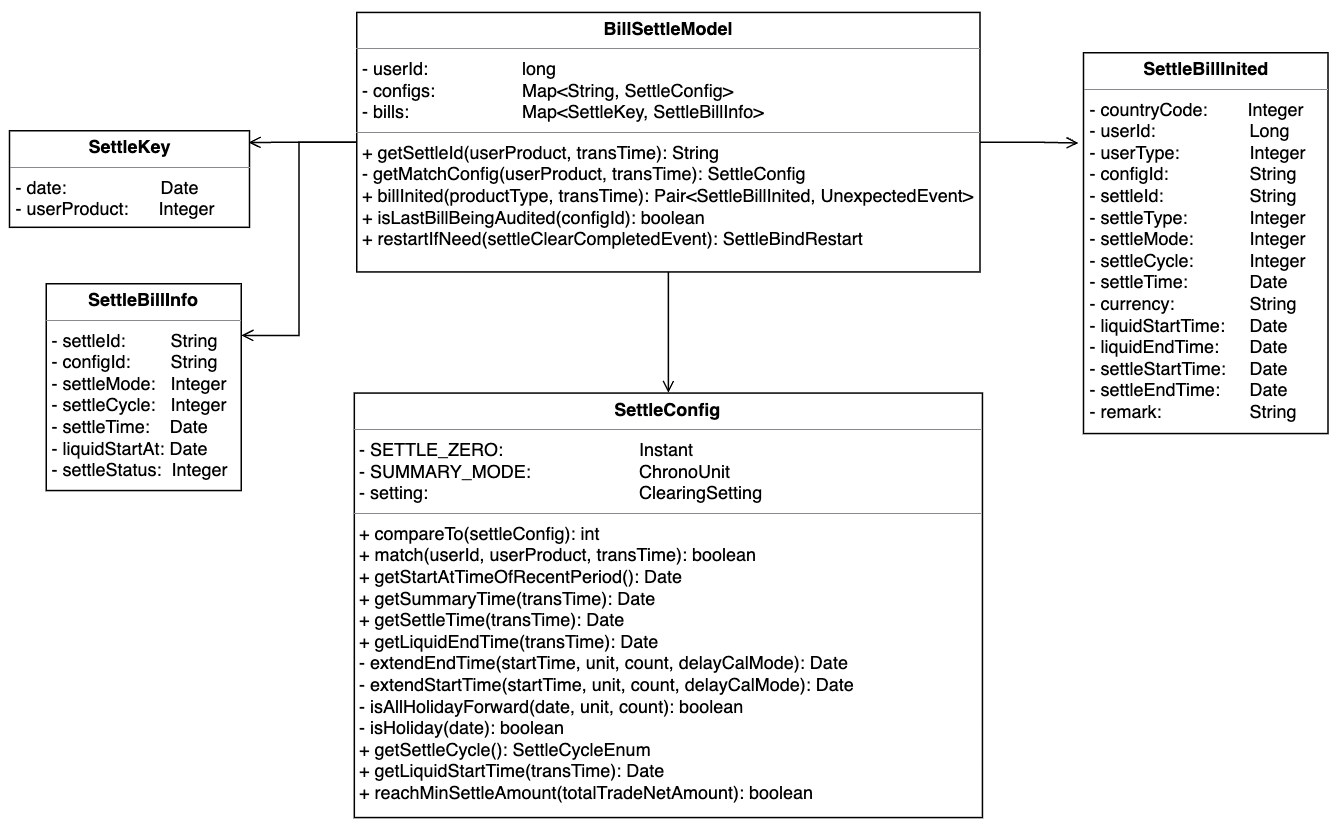 BillSettleModel
- userId: long
- configs: Map<String, SettleConfig>
- bills: Map<SettleKey, SettleBillInfo>
+ getSettleId(userProduct, transTime): String
- getMatchConfig(userProduct, transTime): SettleConfig
+ billInited(productType, transTime): Pair<SettleBillInited, UnexpectedEvent>
+ isLastBillBeingAudited(configId): boolean
+ restartIfNeed(settleClearCompletedEvent): SettleBindRestart
SettleBillInited
- countryCode: Integer
- userId: Long
- userType: Integer
- configId: String
- settleId: String
- settleType: Integer
- settleMode: Integer
- settleCycle: Integer
- settleTime: Date
- currency: String
- liquidStartTime: Date
- liquidEndTime: Date
- settleStartTime: Date
- settleEndTime: Date
- remark: String
SettleKey
- date: Date
- userProduct: Integer
SettleBillInfo
- settleId: String
- configId: String
- settleMode: Integer
- settleCycle: Integer
- settleTime: Date
- liquidStartAt: Date
- settleStatus: Integer
SettleConfig
- SETTLE_ZERO: Instant
- SUMMARY_MODE: ChronoUnit
- setting: ClearingSetting
+ compareTo(settleConfig): int
+ match(userId, userProduct, transTime): boolean
+ getStartAtTimeOfRecentPeriod(): Date
+ getSummaryTime(transTime): Date
+ getSettleTime(transTime): Date
+ getLiquidEndTime(transTime): Date
- extendEndTime(startTime, unit, count, delayCalMode): Date
- extendStartTime(startTime, unit, count, delayCalMode): Date
- isAllHolidayForward(date, unit, count): boolean
- isHoliday(date): boolean
+ getSettleCycle(): SettleCycleEnum
+ getLiquidStartTime(transTime): Date
+ reachMinSettleAmount(totalTradeNetAmount): boolean